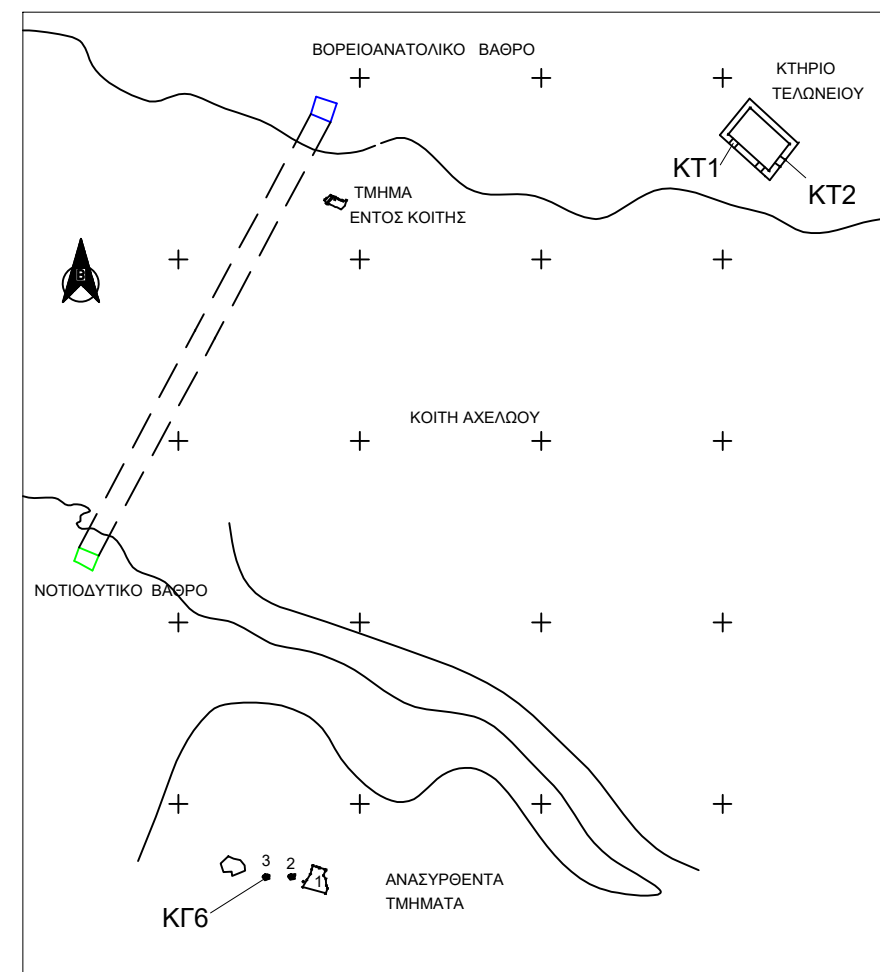 ΒΟΡΕΙΟΑΝΑΤΟΛΙΚΟ ΒΑΘΡΟ
ΚΤΗΡΙΟ
ΤΕΛΩΝΕΙΟΥ
ΚΤ1
ΚΤ2
ΤΜΗΜΑ
ΕΝΤΟΣ ΚΟΙΤΗΣ
Β
ΚΟΙΤΗ ΑΧΕΛΩΟΥ
ΝΟΤΙΟΔΥΤΙΚΟ ΒΑΘΡΟ
3 2 1
ΑΝΑΣΥΡΘΕΝΤΑ
ΤΜΗΜΑΤΑ
ΚΓ6